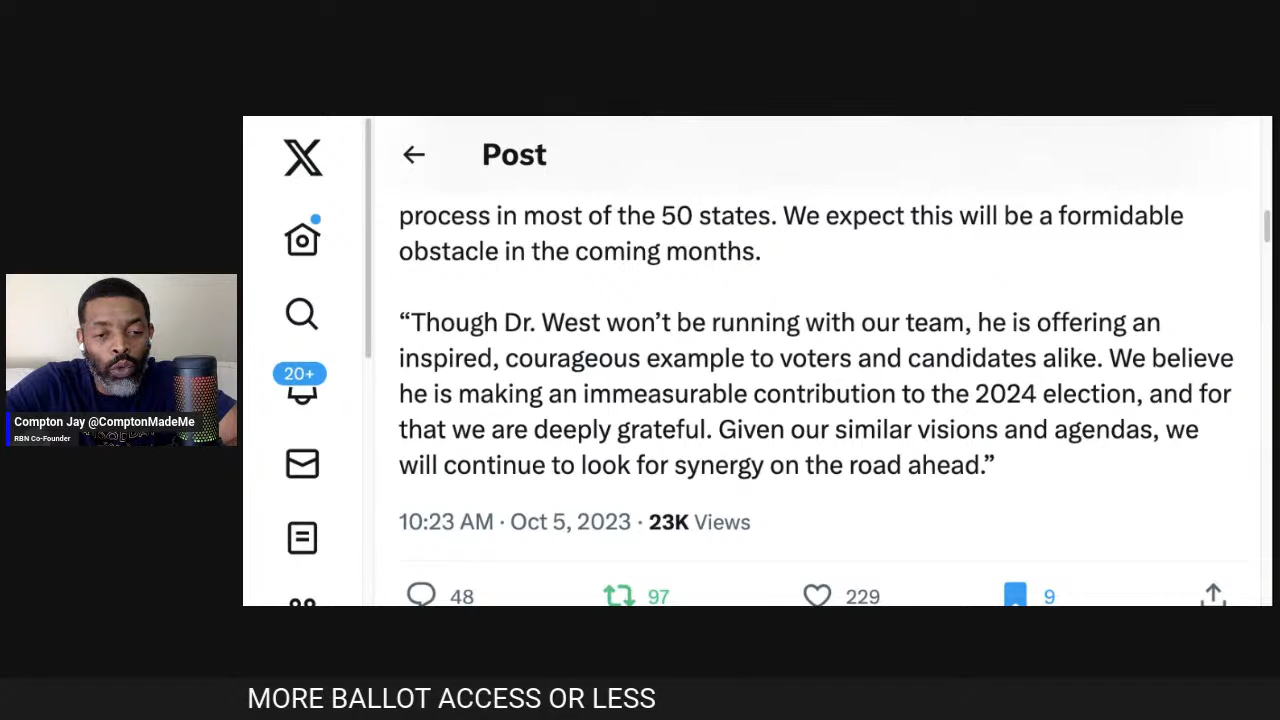 Post
process in most of the 50 states. We expect this will be a formidable
obstacle in the coming months.
“Though Dr. West won’t be running with our team, he is offering an
inspired, courageous example to voters and candidates alike. We believe
he is making an immeasurable contribution to the 2024 election, and for
that we are deeply grateful. Given our similar visions and agendas, we
will continue to look for synergy on the road ahead.”
10:23 AM · Oct 5, 2023 · 23K Views
48 97 229 9
20+
Compton Jay @ComptonMadeMe
RBN Co-Founder
MORE BALLOT ACCESS OR LESS